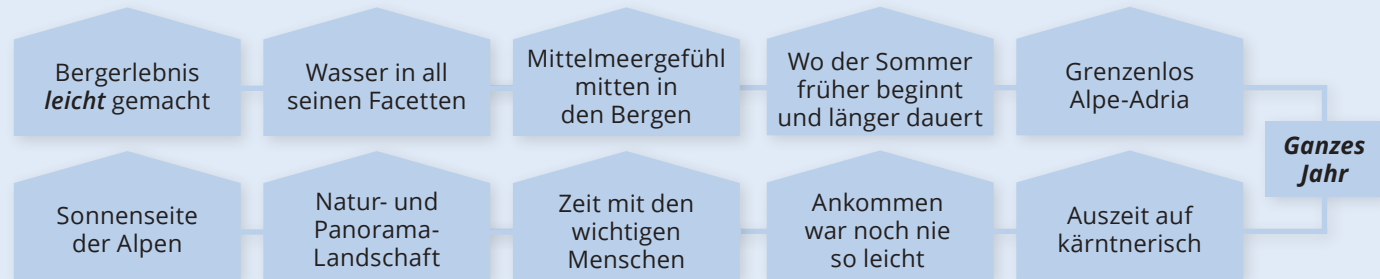 Bergerlebnis
leicht gemacht
Wasser in all
seinen Facetten
Mittelmeergefühl
mitten in
den Bergen
Wo der Sommer
früher beginnt
und länger dauert
Grenzenlos
Alpe-Adria
Ganzes
Jahr
Sonnenseite
der Alpen
Natur- und
Panorama-
Landschaft
Zeit mit den
wichtigen
Menschen
Ankommen
war noch nie
so leicht
Auszeit auf
kärntnerisch